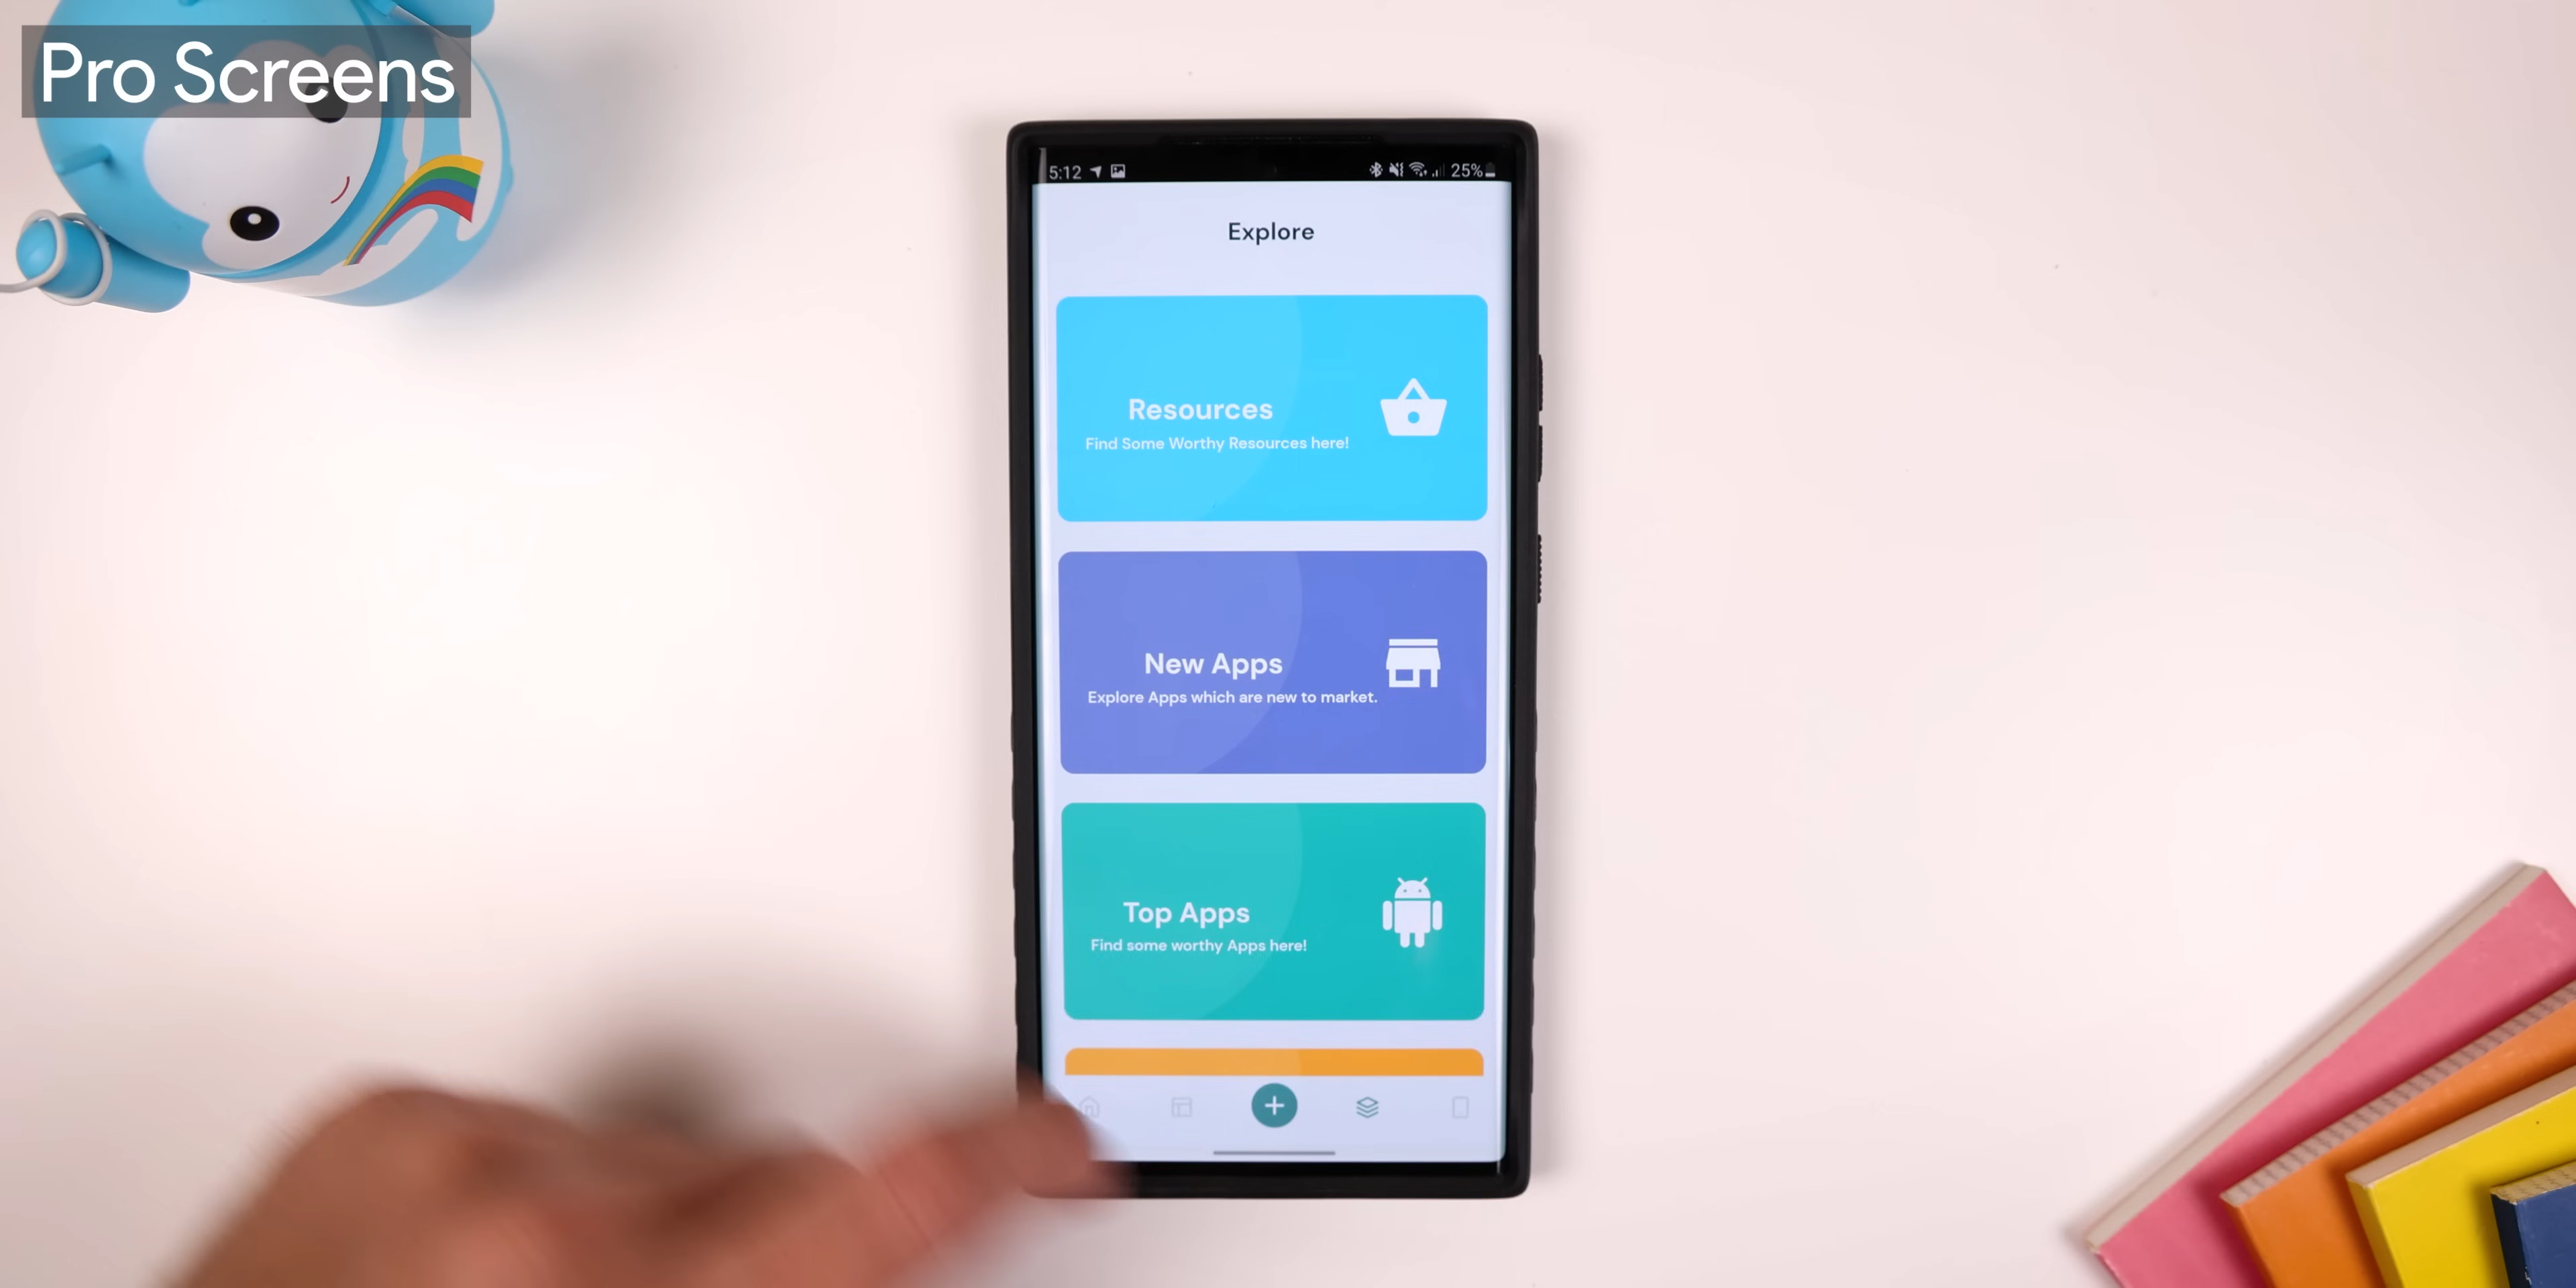 Pro Screens
5:12
25%
Explore
Resources
Find Some Worthy Resources here!
New Apps
Explore Apps which are new to market.
Top Apps
Find some worthy Apps here!